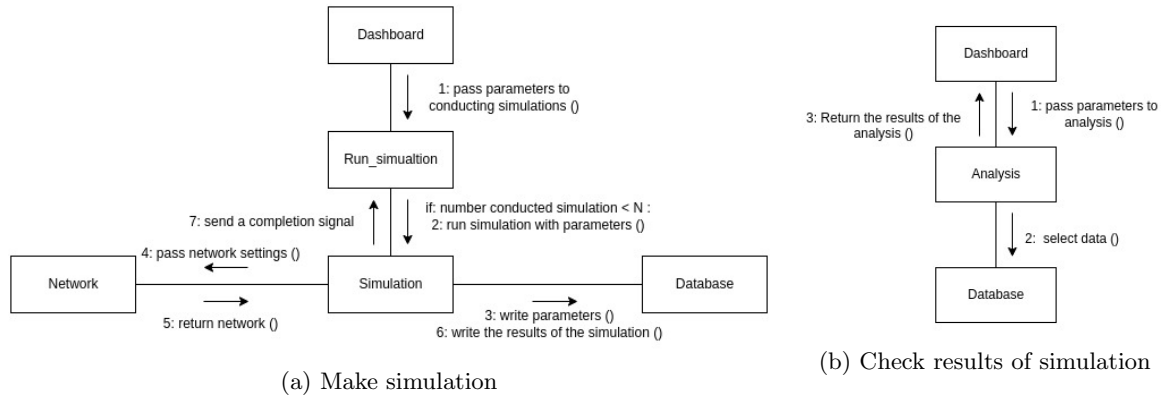 Dashboard
1: pass parameters to
conducting simulations ()
Run_simualtion
if: number conducted simulation < N :
2: run simulation with parameters ()
7: send a completion signal
4: pass network settings ()
Network
Simulation
Database
5: return network ()
3: write parameters ()
6: write the results of the simulation ()
(a) Make simulation
Dashboard
3: Return the results of the
analysis ()
1: pass parameters to
analysis ()
Analysis
2:  select data ()
Database
(b) Check results of simulation